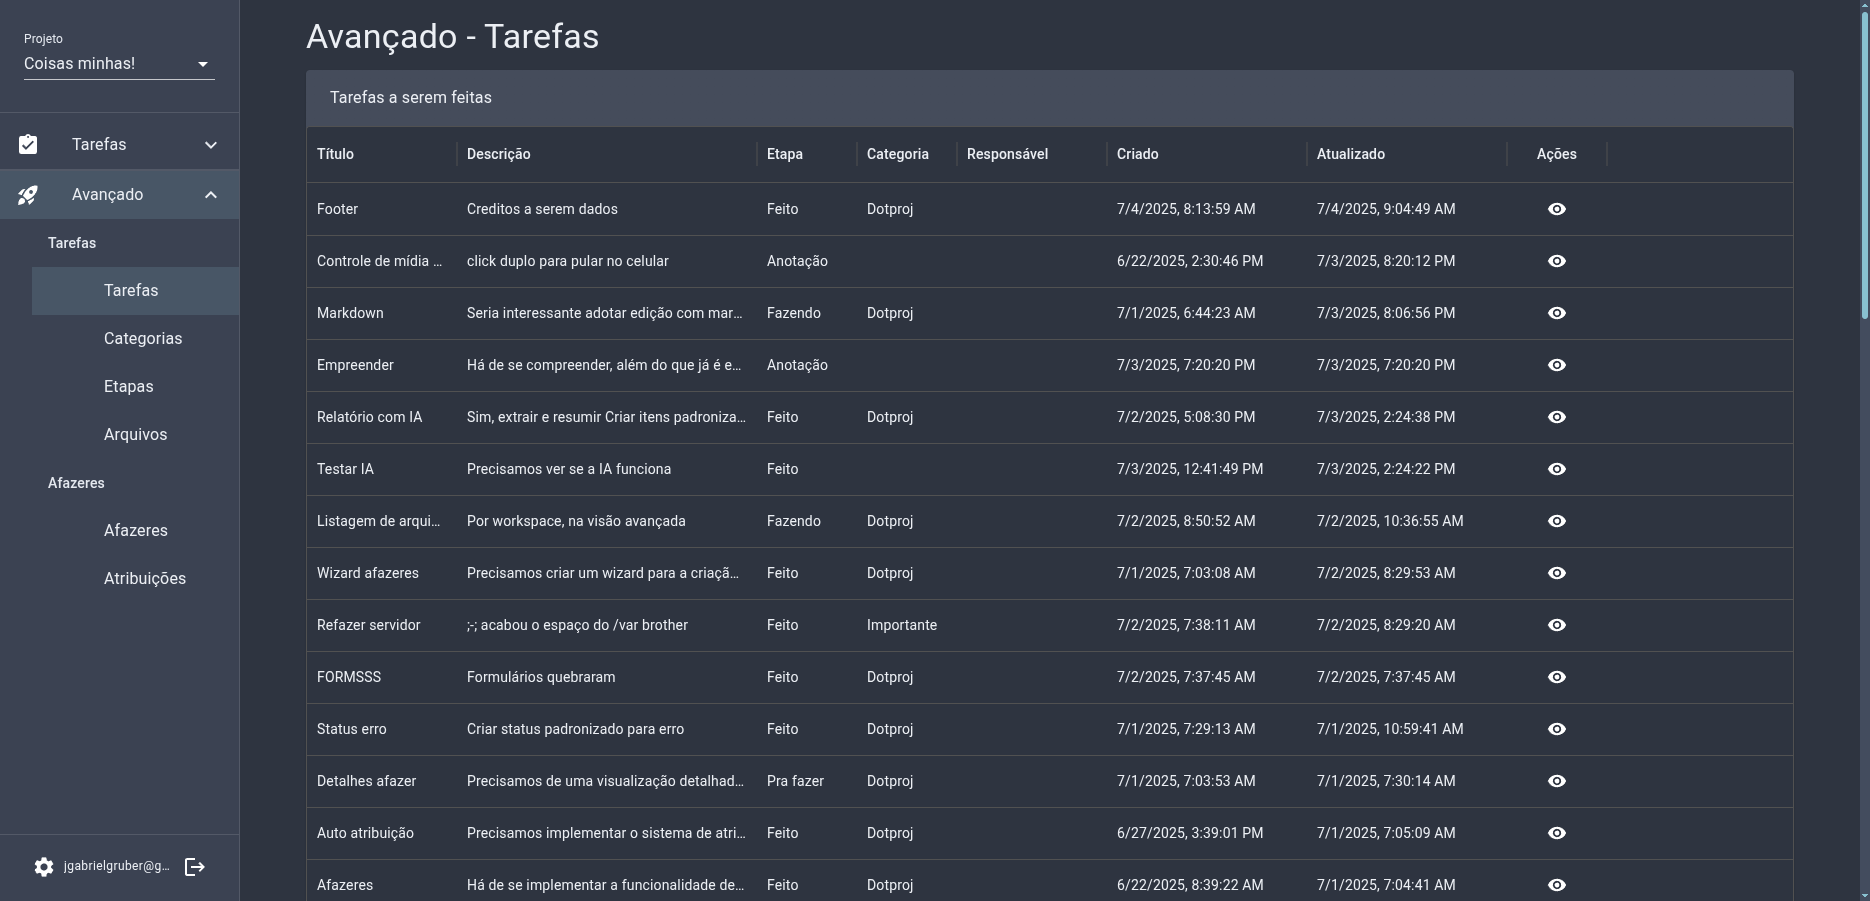 Projeto
Coisas minhas!
Tarefas
Avançado
Tarefas
Tarefas
Categorias
Etapas
Arquivos
Afazeres
Afazeres
Atribuições
jgabrielgruber@g...
Avançado - Tarefas
Tarefas a serem feitas
Título Descrição Etapa Categoria Responsável Criado Atualizado Ações
Footer Creditos a serem dados Feito Dotproj 7/4/2025, 8:13:59 AM 7/4/2025, 9:04:49 AM
Controle de mídia ... click duplo para pular no celular Anotação 6/22/2025, 2:30:46 PM 7/3/2025, 8:20:12 PM
Markdown Seria interessante adotar edição com mar... Fazendo Dotproj 7/1/2025, 6:44:23 AM 7/3/2025, 8:06:56 PM
Empreender Há de se compreender, além do que já é e... Anotação 7/3/2025, 7:20:20 PM 7/3/2025, 7:20:20 PM
Relatório com IA Sim, extrair e resumir Criar itens padroniza... Feito Dotproj 7/2/2025, 5:08:30 PM 7/3/2025, 2:24:38 PM
Testar IA Precisamos ver se a IA funciona Feito 7/3/2025, 12:41:49 PM 7/3/2025, 2:24:22 PM
Listagem de arqui... Por workspace, na visão avançada Fazendo Dotproj 7/2/2025, 8:50:52 AM 7/2/2025, 10:36:55 AM
Wizard afazeres Precisamos criar um wizard para a criaçã... Feito Dotproj 7/1/2025, 7:03:08 AM 7/2/2025, 8:29:53 AM
Refazer servidor ;-; acabou o espaço do /var brother Feito Importante 7/2/2025, 7:38:11 AM 7/2/2025, 8:29:20 AM
FORMSSS Formulários quebraram Feito Dotproj 7/2/2025, 7:37:45 AM 7/2/2025, 7:37:45 AM
Status erro Criar status padronizado para erro Feito Dotproj 7/1/2025, 7:29:13 AM 7/1/2025, 10:59:41 AM
Detalhes afazer Precisamos de uma visualização detalhad... Pra fazer Dotproj 7/1/2025, 7:03:53 AM 7/1/2025, 7:30:14 AM
Auto atribuição Precisamos implementar o sistema de atri... Feito Dotproj 6/27/2025, 3:39:01 PM 7/1/2025, 7:05:09 AM
Afazeres Há de se implementar a funcionalidade de... Feito Dotproj 6/22/2025, 8:39:22 AM 7/1/2025, 7:04:41 AM